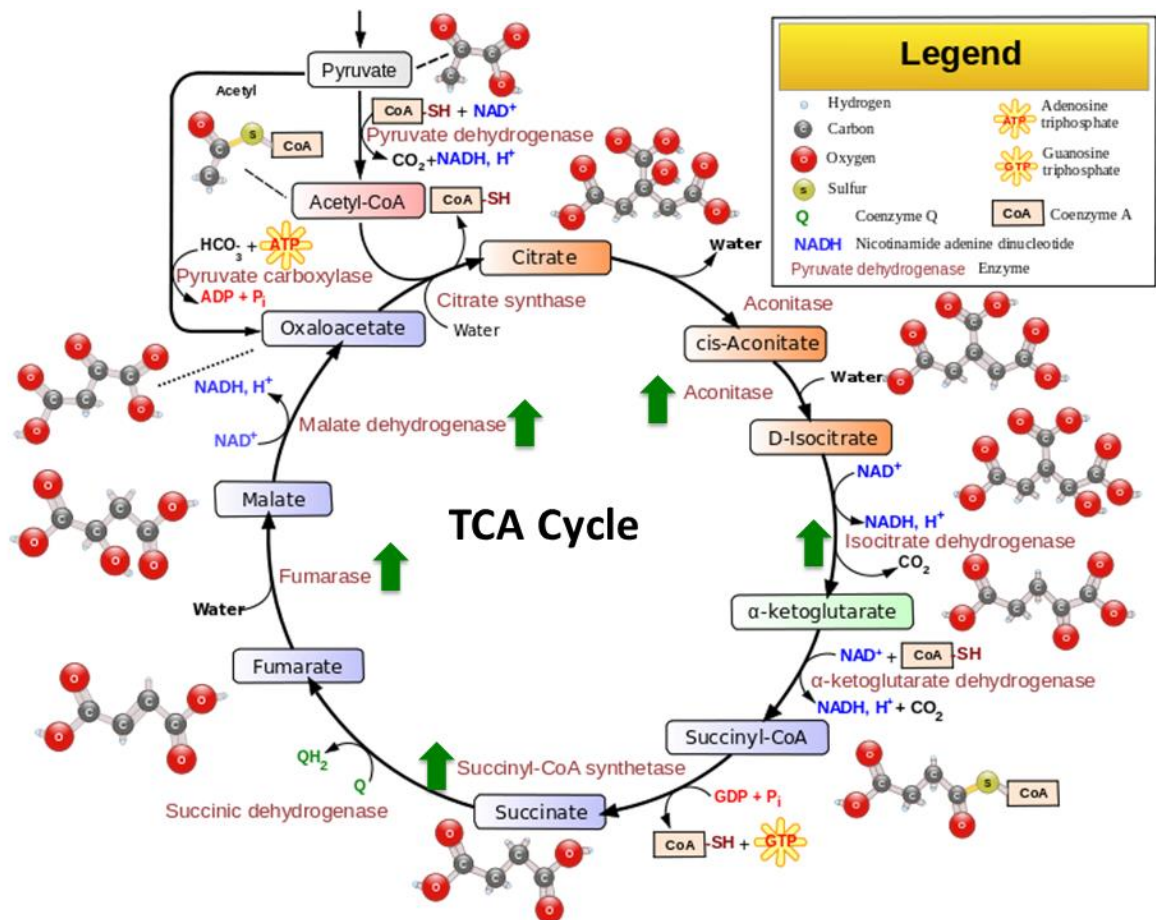 Pyruvate
Acetyl
CoA -SH + NAD⁺
Pyruvate dehydrogenase
CO₂ + NADH, H⁺
S
CoA
Acetyl-CoA
CoA -SH
HCO₃⁻ + ATP
Pyruvate carboxylase
ADP + Pᵢ
Citrate
Citrate synthase
Water
Oxaloacetate
Water
Aconitase
cis-Aconitate
Water
Aconitase
D-Isocitrate
NAD⁺
NADH, H⁺
Isocitrate dehydrogenase
CO₂
α-ketoglutarate
NAD⁺ + CoA -SH
α-ketoglutarate dehydrogenase
NADH, H⁺ + CO₂
Succinyl-CoA
S
CoA
Succinyl-CoA synthetase
GDP + Pᵢ
CoA -SH + GTP
Succinate
QH₂
Q
Succinic dehydrogenase
Fumarate
Water
Fumarase
Malate
NADH, H⁺
NAD⁺
Malate dehydrogenase
TCA Cycle
Legend
Hydrogen
C Carbon
O Oxygen
S Sulfur
Q Coenzyme Q
NADH Nicotinamide adenine dinucleotide
Pyruvate dehydrogenase Enzyme
ATP Adenosine
triphosphate
GTP Guanosine
triphosphate
CoA Coenzyme A